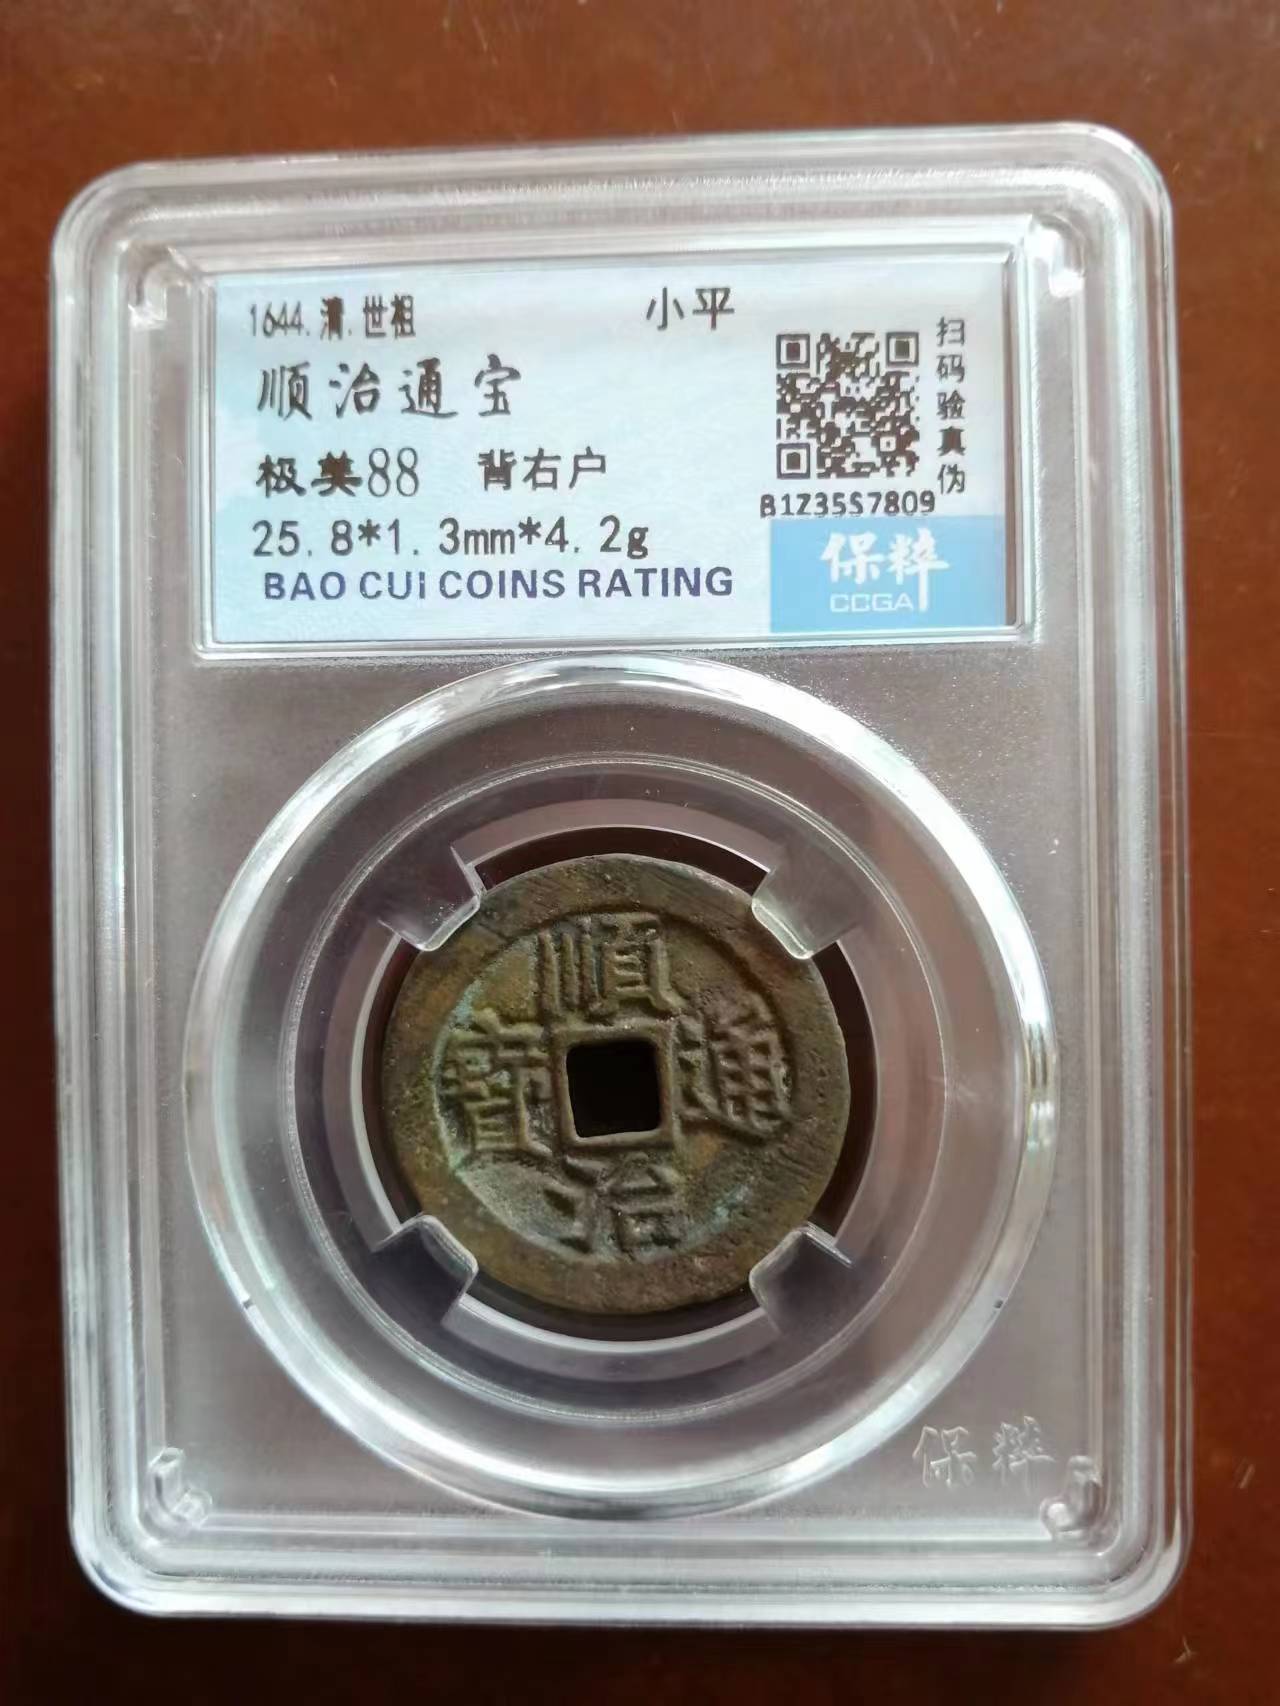 1644.清.世祖
小平
顺治通宝
极美88 背右户
25.8*1.3mm*4.2g
BAO CUI COINS RATING
扫码验真伪
B1Z35S7809
保粹
CCGA
順治通寶
保粹